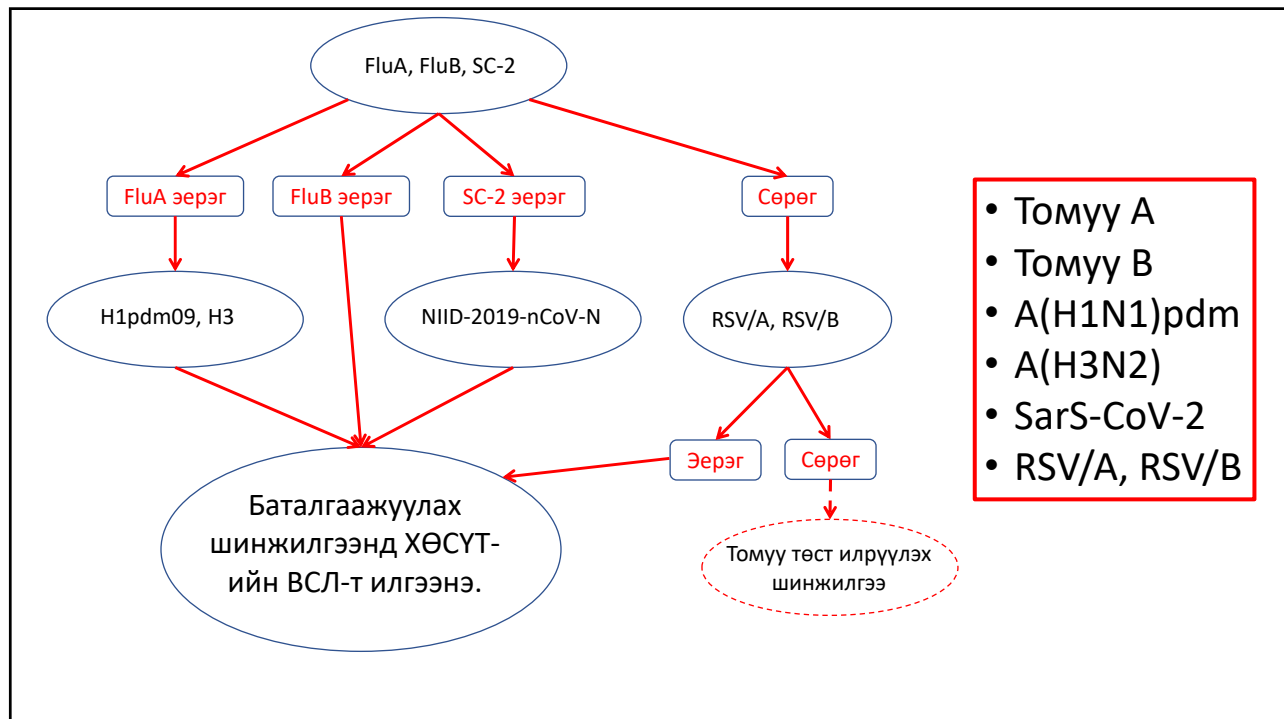 FluA, FluB, SC-2
FluA эерэг
FluB эерэг
SC-2 эерэг
Сөрөг
H1pdm09, H3
NIID-2019-nCoV-N
RSV/A, RSV/B
Эерэг
Сөрөг
Баталгаажуулах
шинжилгээнд ХӨСҮТ-
ийн ВСЛ-т илгээнэ.
Томуу төст илрүүлэх
шинжилгээ
• Томуу А
• Томуу В
• A(H1N1)pdm
• A(H3N2)
• SarS-CoV-2
• RSV/A, RSV/B